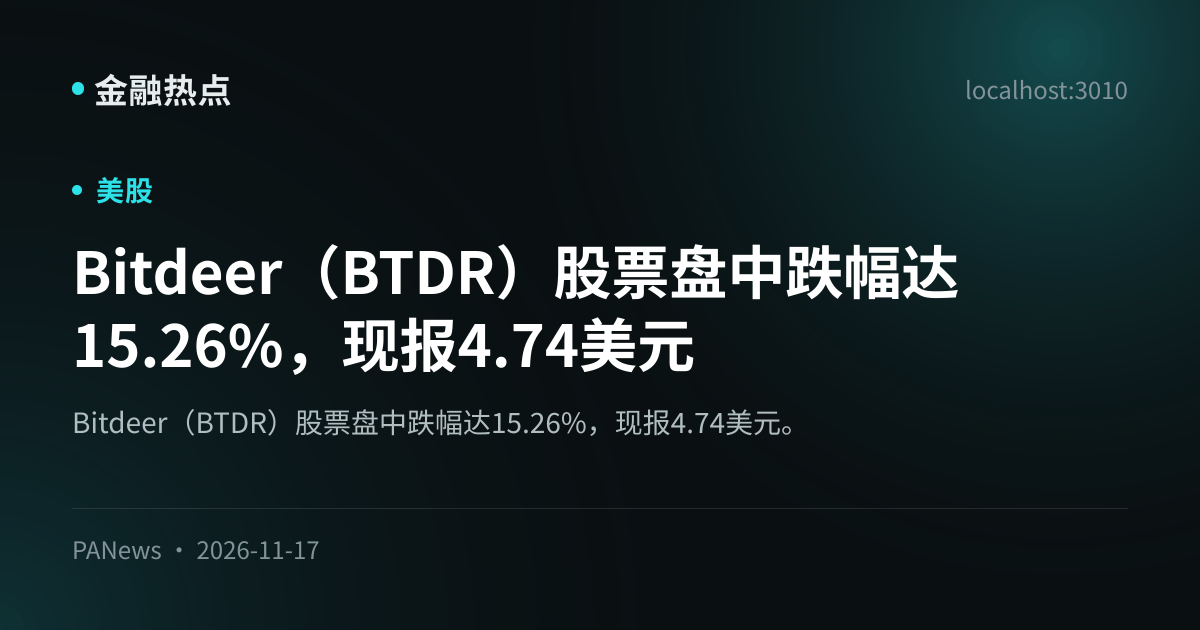 金融热点
localhost:3010
美股
Bitdeer（BTDR）股票盘中跌幅达
15.26%，现报4.74美元
Bitdeer（BTDR）股票盘中跌幅达15.26%，现报4.74美元。
PANews · 2026-11-17